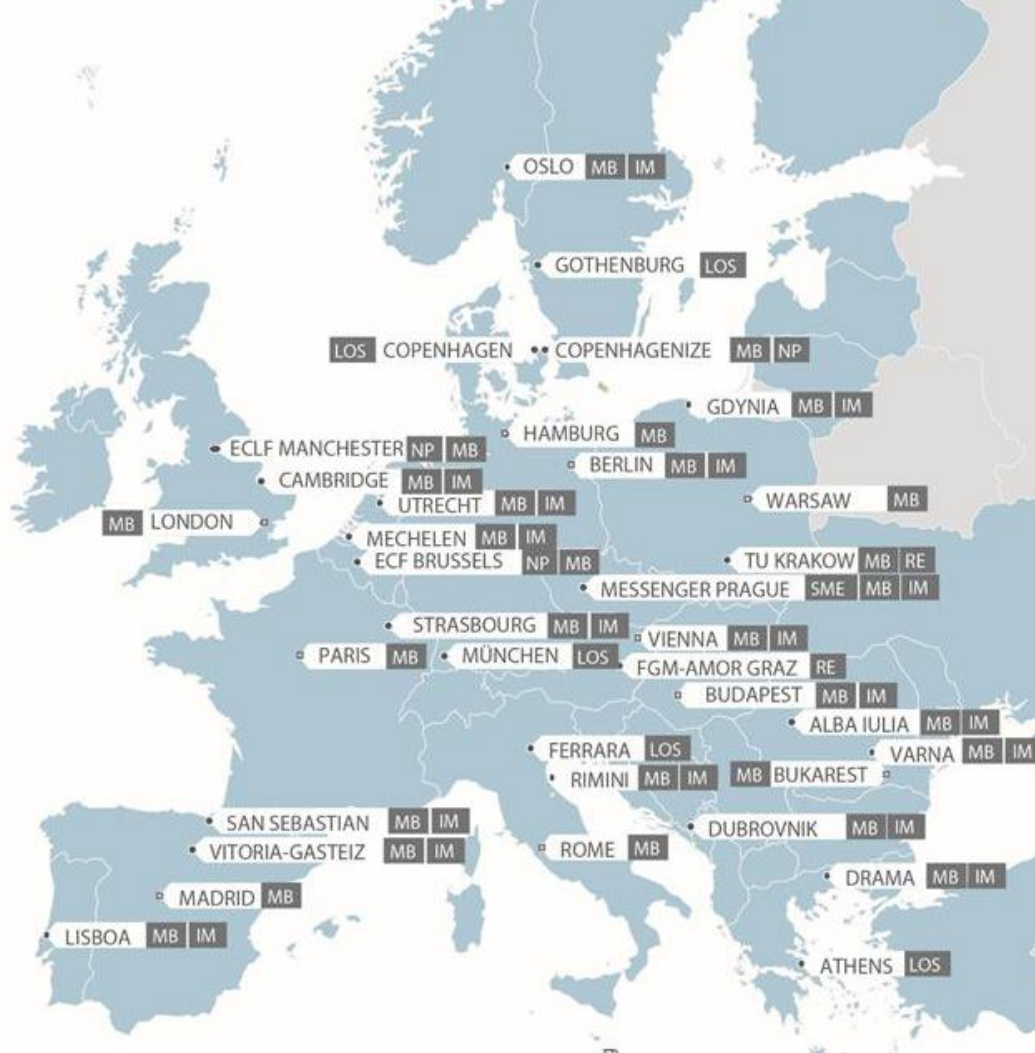 OSLO MB IM
GOTHENBURG LOS
LOS COPENHAGEN COPENHAGENIZE MB NP
GDYNIA MB IM
HAMBURG MB
ECLF MANCHESTER NP MB
BERLIN MB IM
CAMBRIDGE MB IM
UTRECHT MB IM
WARSAW MB
MB LONDON
MECHELEN MB IM
ECF BRUSSELS NP MB
TU KRAKOW MB RE
MESSENGER PRAGUE SME MB IM
STRASBOURG MB IM
VIENNA MB IM
PARIS MB
MÜNCHEN LOS
FGM-AMOR GRAZ RE
BUDAPEST MB IM
ALBA IULIA MB IM
FERRARA LOS
VARNA MB IM
RIMINI MB IM
MB BUKAREST
SAN SEBASTIAN MB IM
DUBROVNIK MB IM
VITORIA-GASTEIZ MB IM
ROME MB
DRAMA MB IM
MADRID MB
LISBOA MB IM
ATHENS LOS